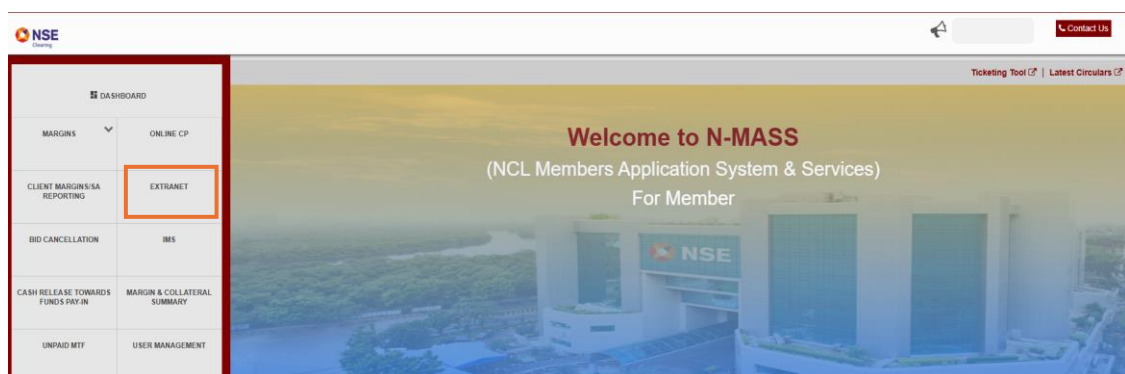 NSE
Clearing
Contact Us
Ticketing Tool | Latest Circulars
DASHBOARD
MARGINS
ONLINE CP
CLIENT MARGINS/SA
REPORTING
EXTRANET
BID CANCELLATION
IMS
CASH RELEASE TOWARDS
FUNDS PAY-IN
MARGIN & COLLATERAL
SUMMARY
UNPAID MTF
USER MANAGEMENT
Welcome to N-MASS
(NCL Members Application System & Services)
For Member
NSE